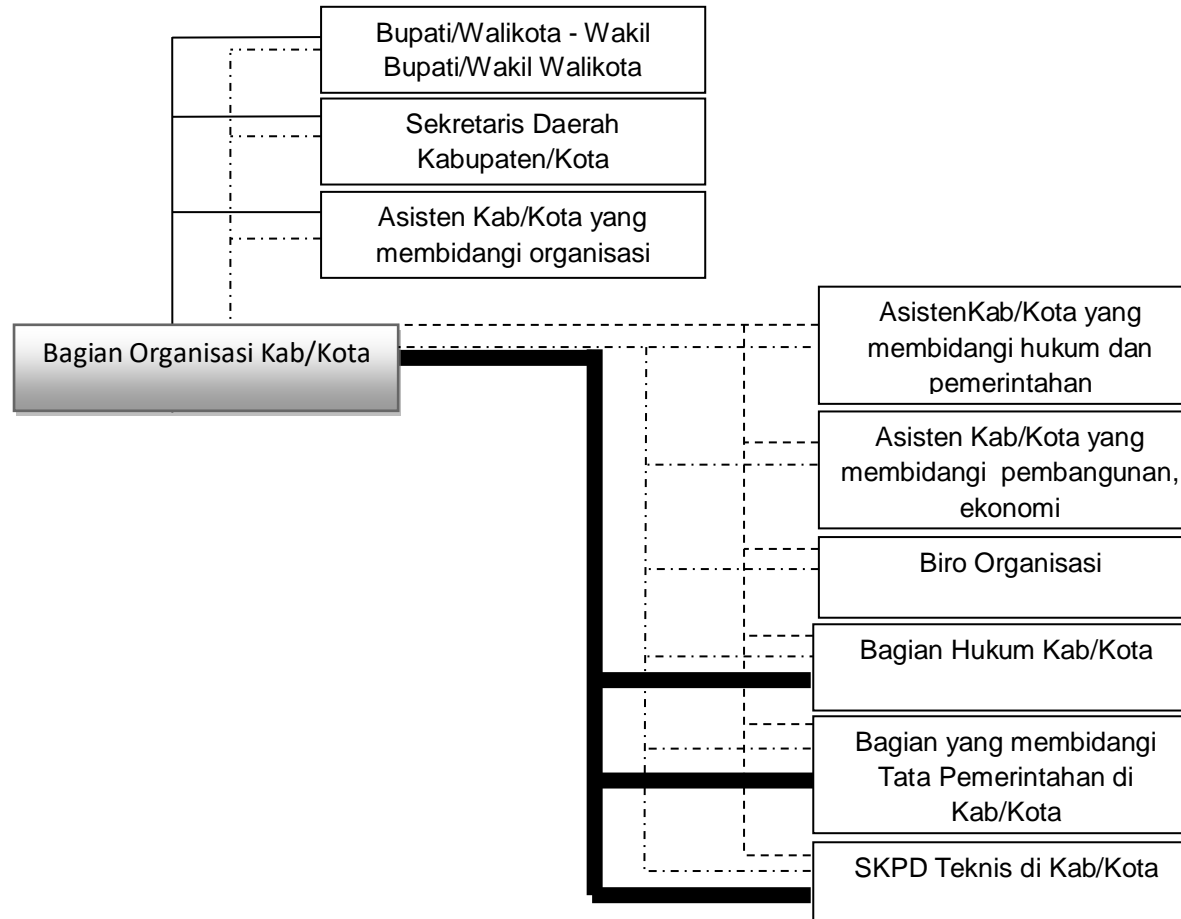 Bupati/Walikota - Wakil
Bupati/Wakil Walikota
Sekretaris Daerah
Kabupaten/Kota
Asisten Kab/Kota yang
membidangi organisasi
Bagian Organisasi Kab/Kota
AsistenKab/Kota yang
membidangi hukum dan
pemerintahan
Asisten Kab/Kota yang
membidangi pembangunan,
ekonomi
Biro Organisasi
Bagian Hukum Kab/Kota
Bagian yang membidangi
Tata Pemerintahan di
Kab/Kota
SKPD Teknis di Kab/Kota